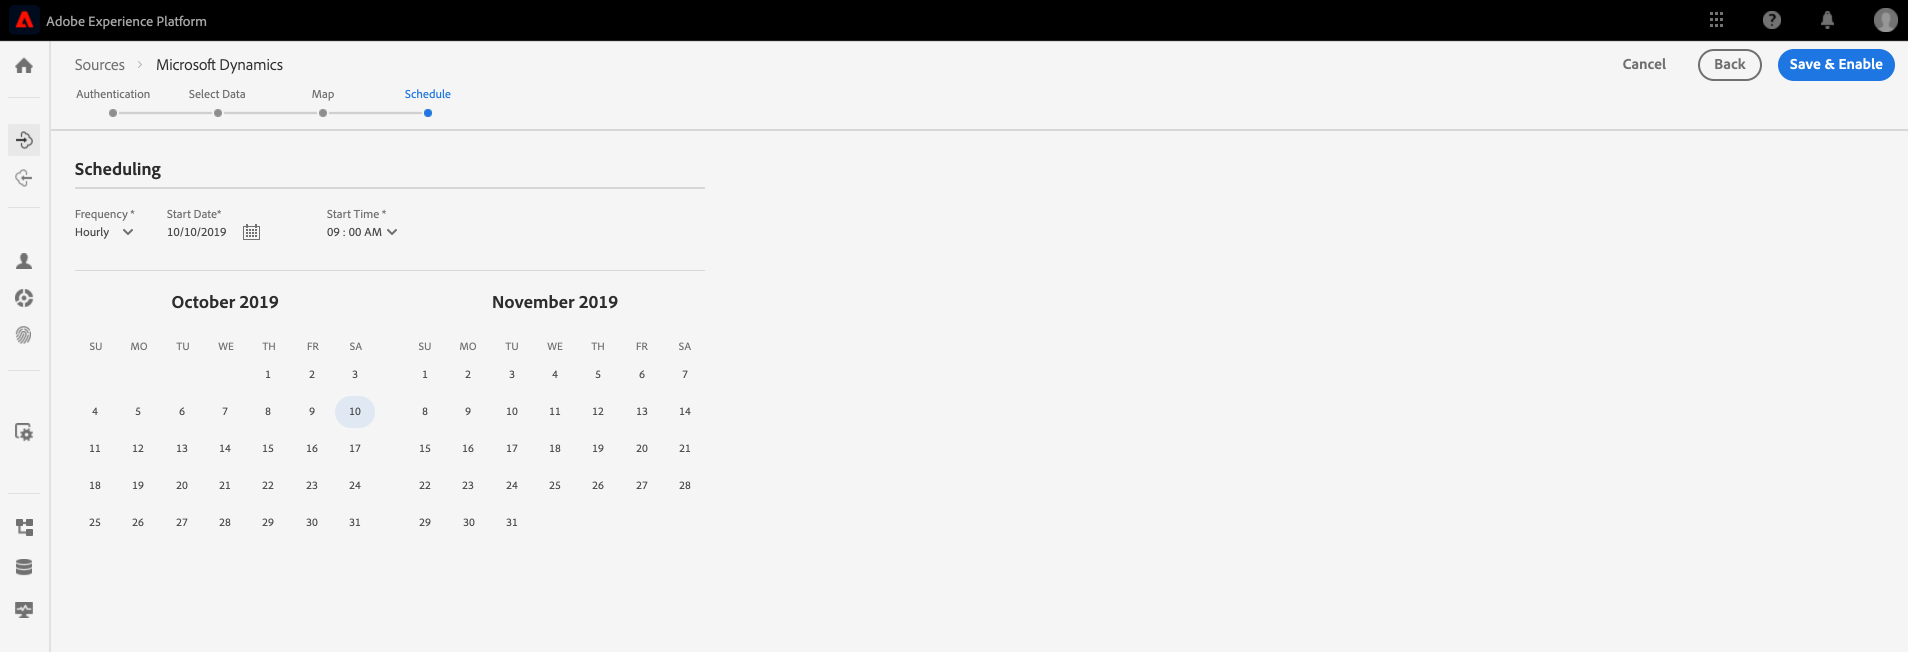 Adobe Experience Platform
Sources > Microsoft Dynamics
Cancel
Back
Save & Enable
Authentication
Select Data
Map
Schedule
Scheduling
Frequency *
Start Date*
Start Time *
Hourly
10/10/2019
09 : 00 AM
October 2019
November 2019
SU MO TU WE TH FR SA
1 2 3
4 5 6 7 8 9 10
11 12 13 14 15 16 17
18 19 20 21 22 23 24
25 26 27 28 29 30 31
SU MO TU WE TH FR SA
1 2 3 4 5 6 7
8 9 10 11 12 13 14
15 16 17 18 19 20 21
22 23 24 25 26 27 28
29 30 31